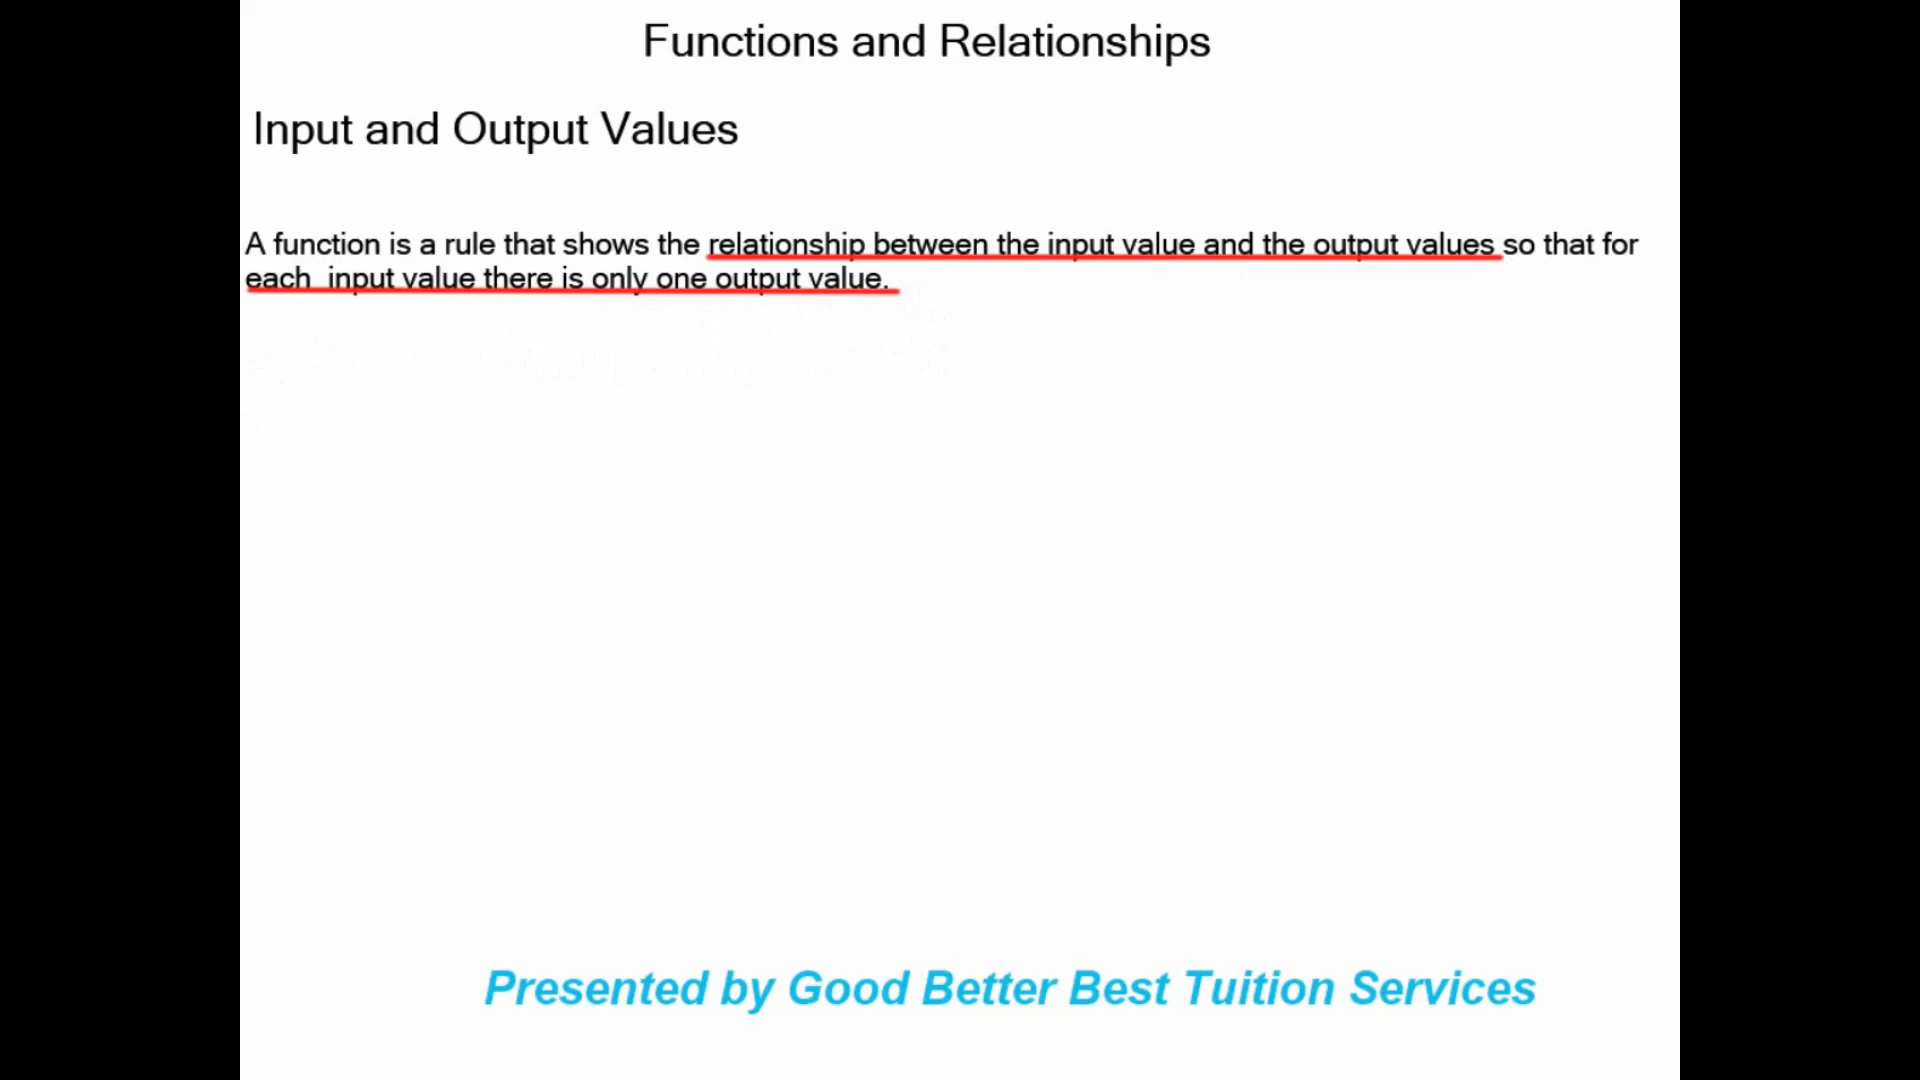 Functions and Relationships
Input and Output Values
A function is a rule that shows the relationship between the input value and the output values so that for
each  input value there is only one output value.
Presented by Good Better Best Tuition Services